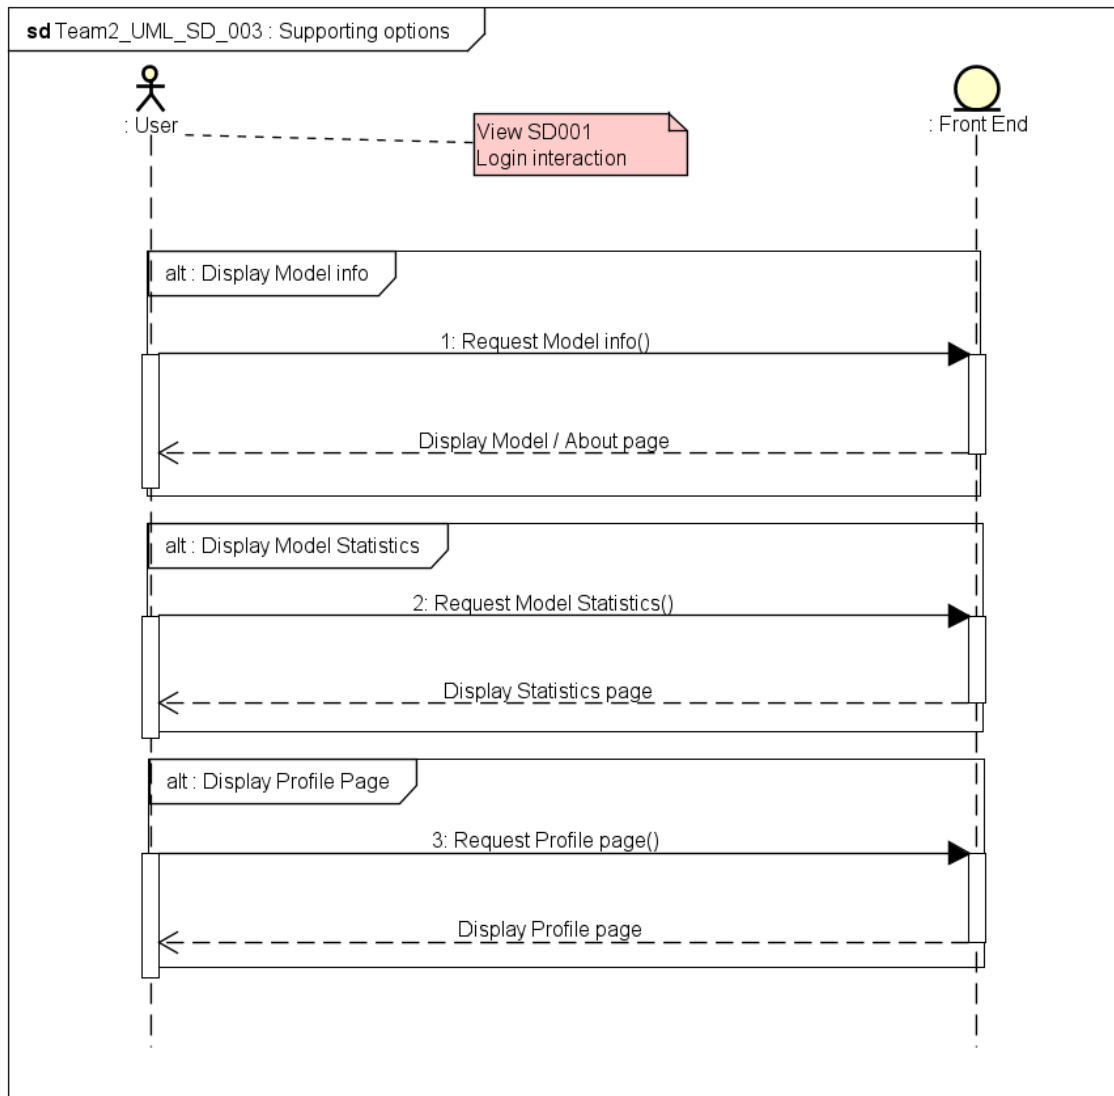 sd Team2_UML_SD_003 : Supporting options
: User
View SD001
Login interaction
: Front End
alt : Display Model info
1: Request Model info()
Display Model / About page
alt : Display Model Statistics
2: Request Model Statistics()
Display Statistics page
alt : Display Profile Page
3: Request Profile page()
Display Profile page